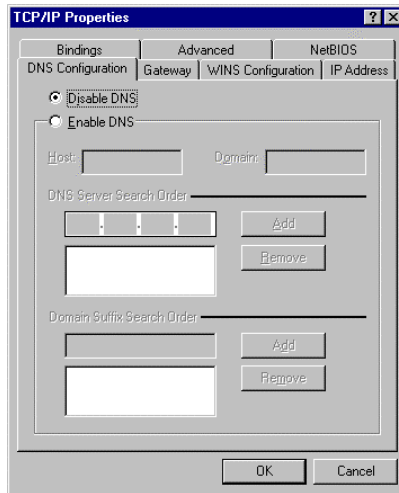 TCP/IP Properties
Bindings Advanced NetBIOS
DNS Configuration Gateway WINS Configuration IP Address
Disable DNS
Enable DNS
Host: Domain:
DNS Server Search Order
Add
Remove
Domain Suffix Search Order
Add
Remove
OK Cancel